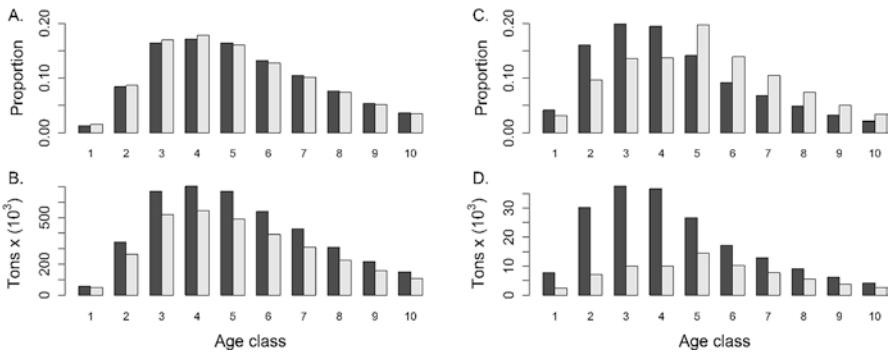 A.
Proportion
0.20
0.10
0.00
1 2 3 4 5 6 7 8 9 10
B.
Tons x (10³)
500
200
0
1 2 3 4 5 6 7 8 9 10
Age class
C.
Proportion
0.20
0.10
0.00
1 2 3 4 5 6 7 8 9 10
D.
Tons x (10³)
30
20
10
0
1 2 3 4 5 6 7 8 9 10
Age class